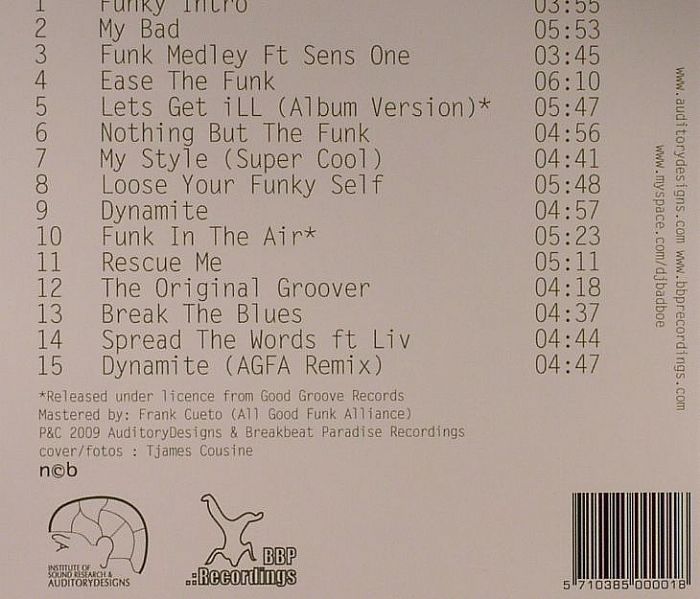 1 Funky Intro 03:55
2 My Bad 05:53
3 Funk Medley Ft Sens One 03:45
4 Ease The Funk 06:10
5 Lets Get iLL (Album Version)* 05:47
6 Nothing But The Funk 04:56
7 My Style (Super Cool) 04:41
8 Loose Your Funky Self 05:48
9 Dynamite 04:57
10 Funk In The Air* 05:23
11 Rescue Me 05:11
12 The Original Groover 04:18
13 Break The Blues 04:37
14 Spread The Words ft Liv 04:44
15 Dynamite (AGFA Remix) 04:47
*Released under licence from Good Groove Records
Mastered by: Frank Cueto (All Good Funk Alliance)
P&C 2009 AuditoryDesigns & Breakbeat Paradise Recordings
cover/fotos : Tjames Cousine
n©b
INSTITUTE OF
SOUND RESEARCH &
AUDITORYDESIGNS
BBP
.::Recordings
5 710385 000018
www.auditorydesigns.com www.bbprecordings.com
www.myspace.com/djbadboe